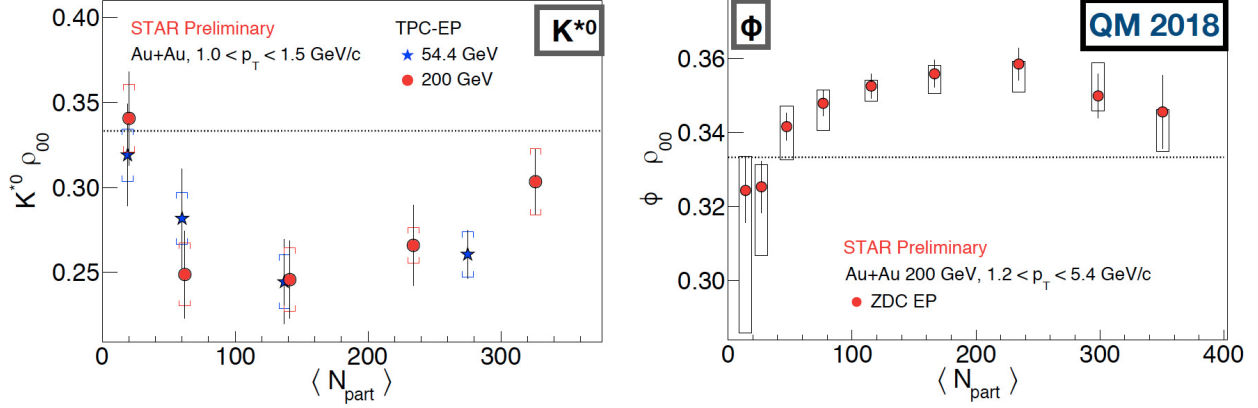 0.40
0.35
0.30
0.25
K*0 ρ00
STAR Preliminary
Au+Au, 1.0 < pT < 1.5 GeV/c
TPC-EP
54.4 GeV
200 GeV
K*0
0 100 200 300
⟨ Npart ⟩
0.36
0.34
0.32
0.30
ϕ ρ00
ϕ
QM 2018
STAR Preliminary
Au+Au 200 GeV, 1.2 < pT < 5.4 GeV/c
ZDC EP
0 100 200 300 400
⟨ Npart ⟩